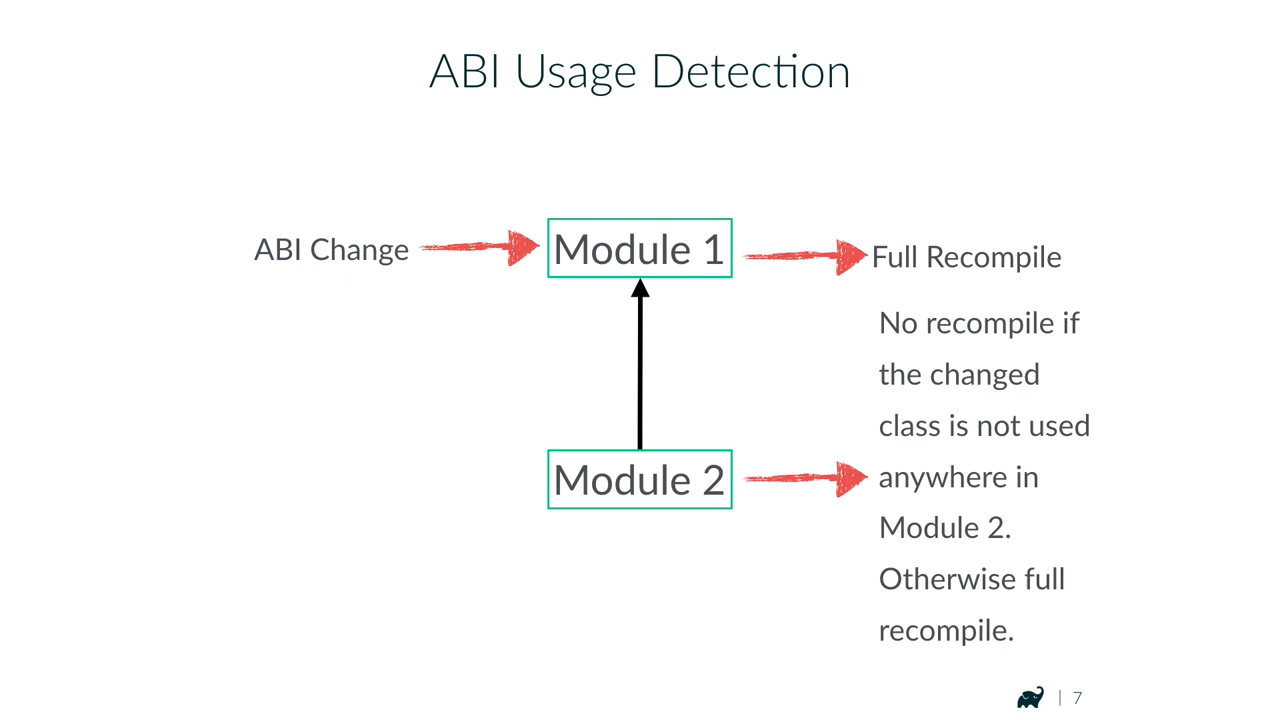 ABI Usage Detection
ABI Change
Module 1
Full Recompile
No recompile if
the changed
class is not used
anywhere in
Module 2.
Otherwise full
recompile.
Module 2
| 7